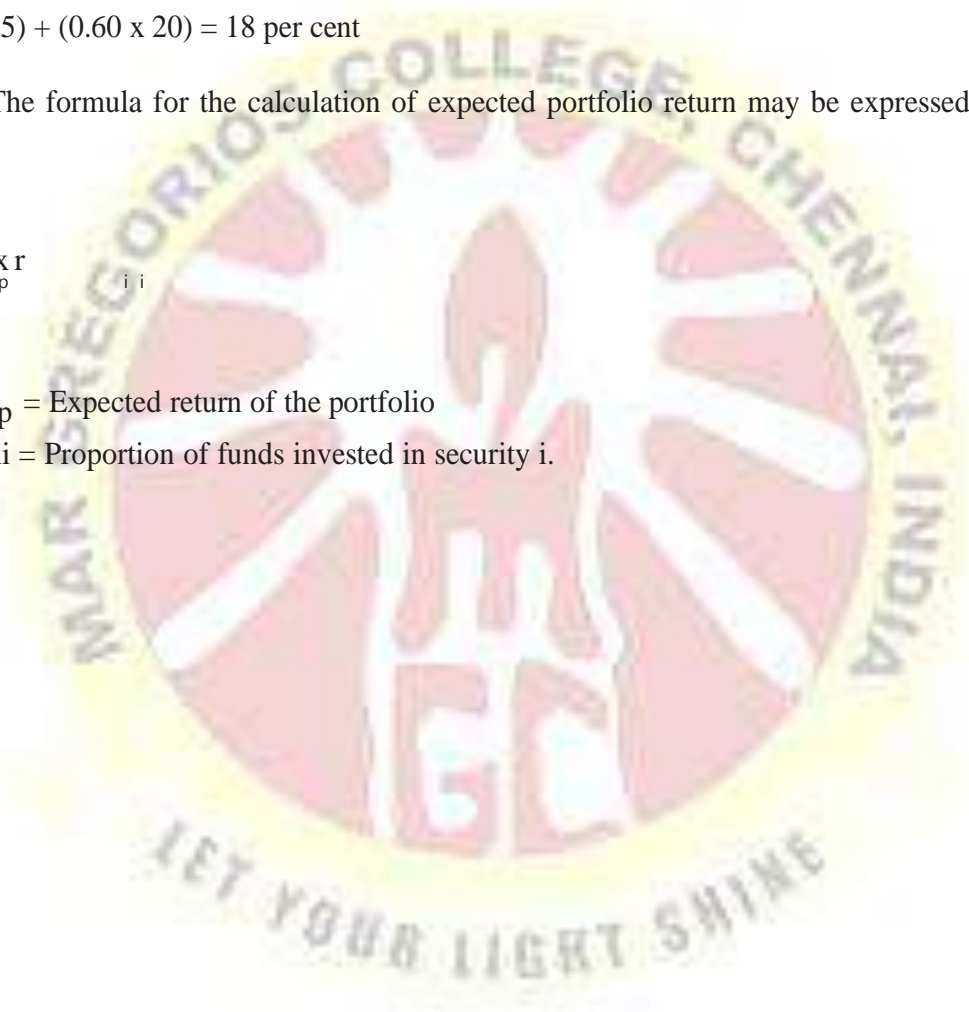 5) + (0.60 x 20) = 18 per cent
The formula for the calculation of expected portfolio return may be expressed
x r
p i i
p = Expected return of the portfolio
i = Proportion of funds invested in security i.
MAR GREGORIOS COLLEGE, CHENNAI, INDIA
GC
LET YOUR LIGHT SHINE